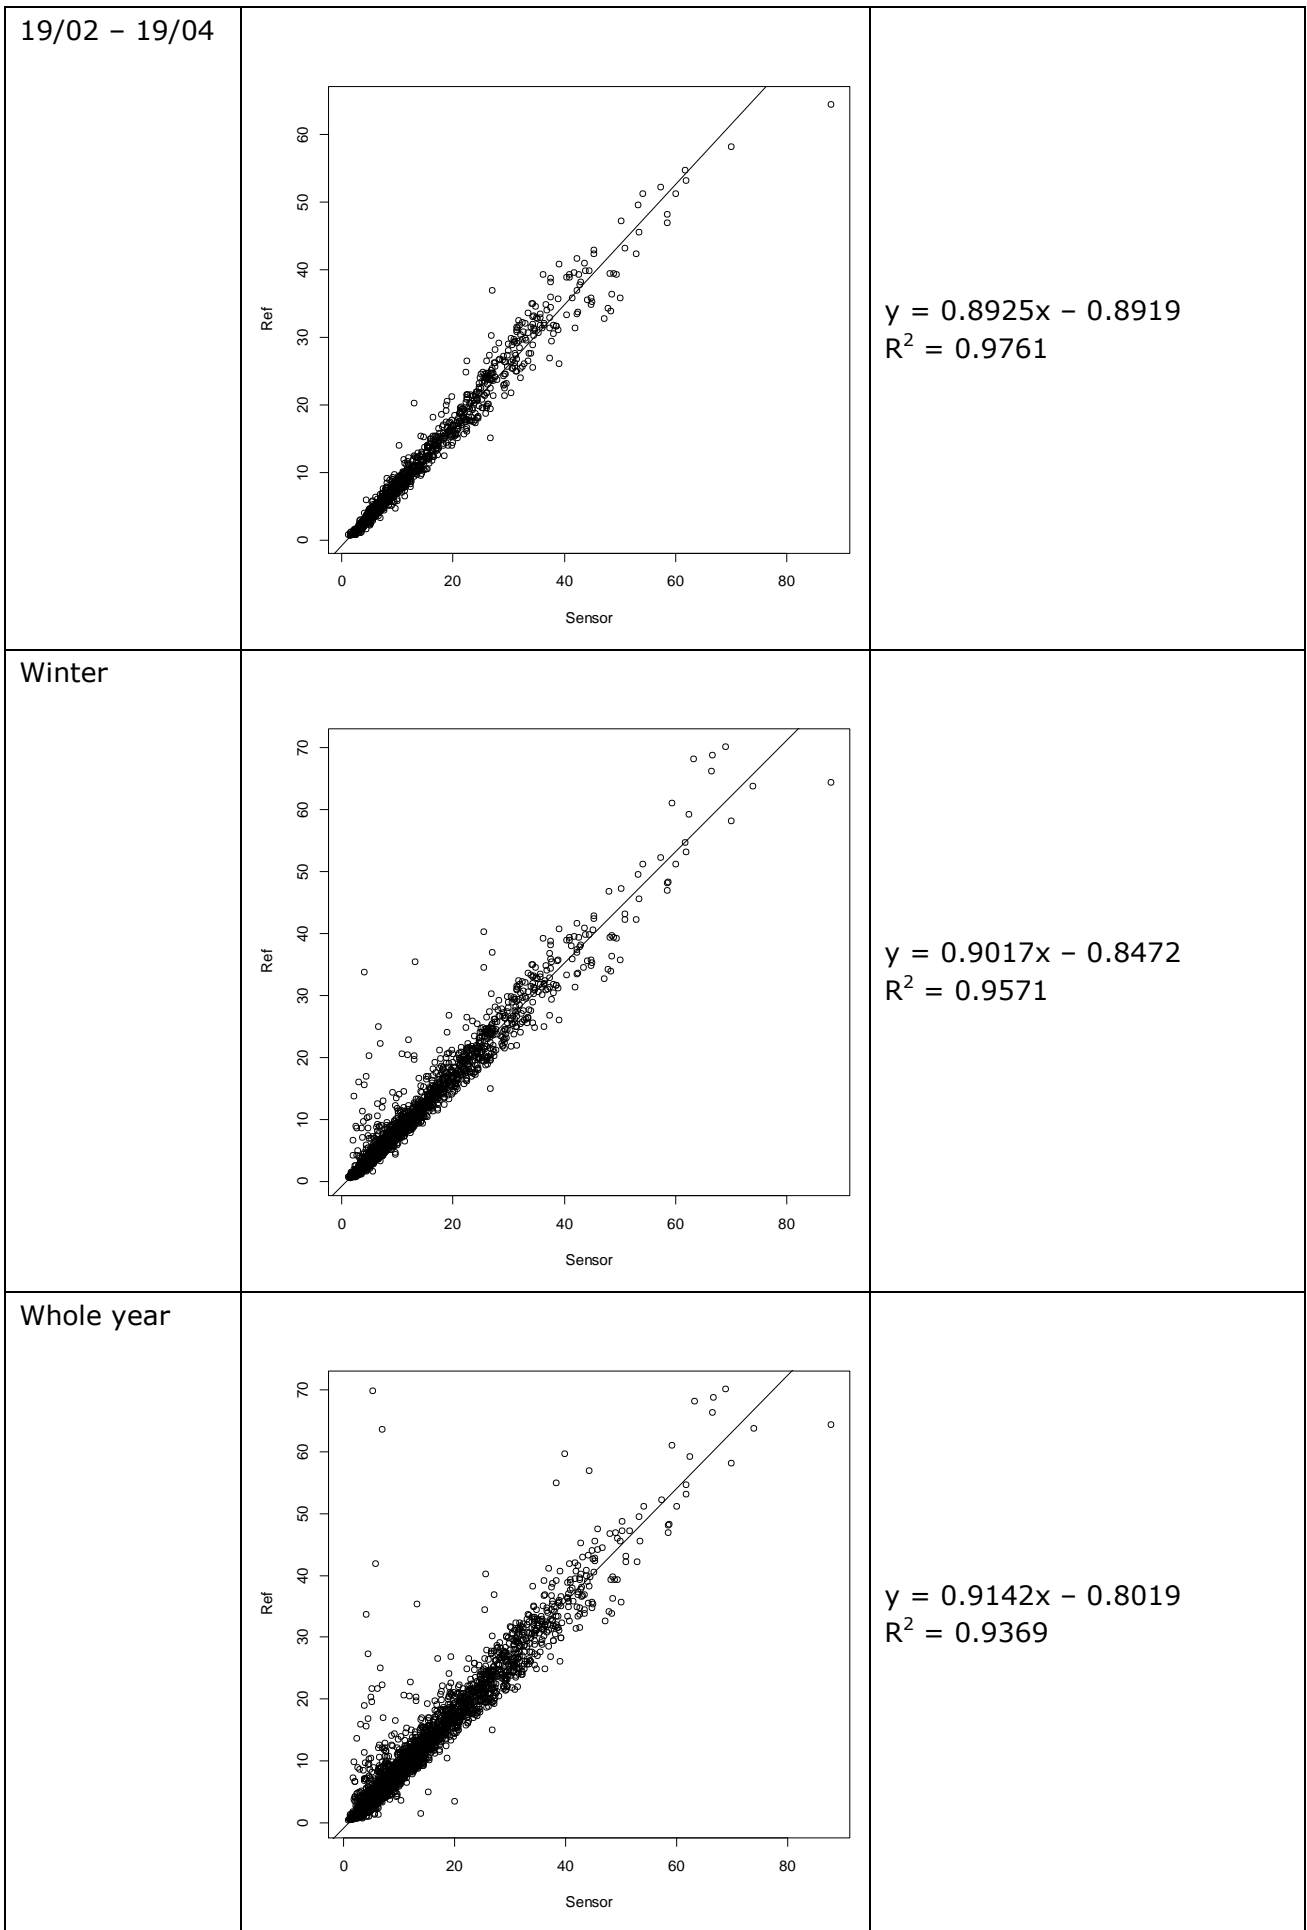 19/02 – 19/04
60
50
40
30
20
10
0
Ref
0 20 40 60 80
Sensor
y = 0.8925x – 0.8919
R² = 0.9761
Winter
70
60
50
40
30
20
10
0
Ref
0 20 40 60 80
Sensor
y = 0.9017x – 0.8472
R² = 0.9571
Whole year
70
60
50
40
30
20
10
0
Ref
0 20 40 60 80
Sensor
y = 0.9142x – 0.8019
R² = 0.9369